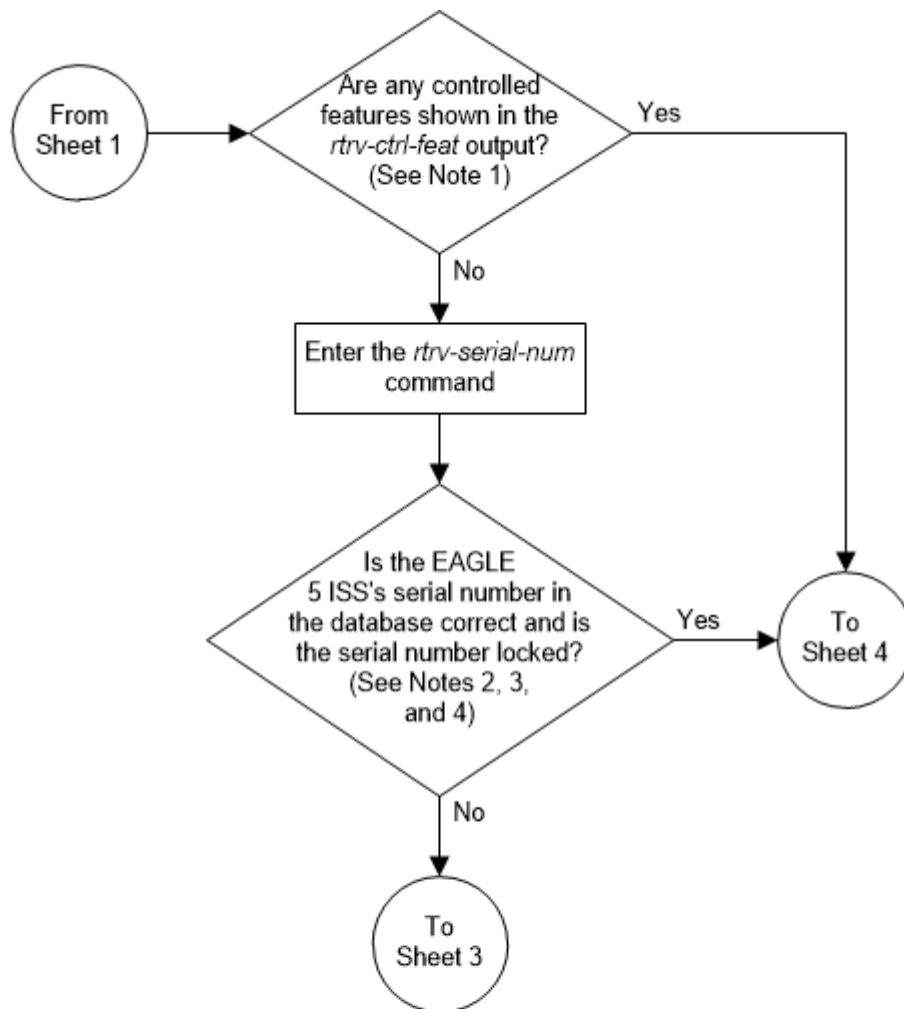 From
Sheet 1
Are any controlled
features shown in the
rtrv-ctrl-feat output?
(See Note 1)
Yes
No
Enter the rtrv-serial-num
command
Is the EAGLE
5 ISS's serial number in
the database correct and is
the serial number locked?
(See Notes 2, 3,
and 4)
Yes
To
Sheet 4
No
To
Sheet 3